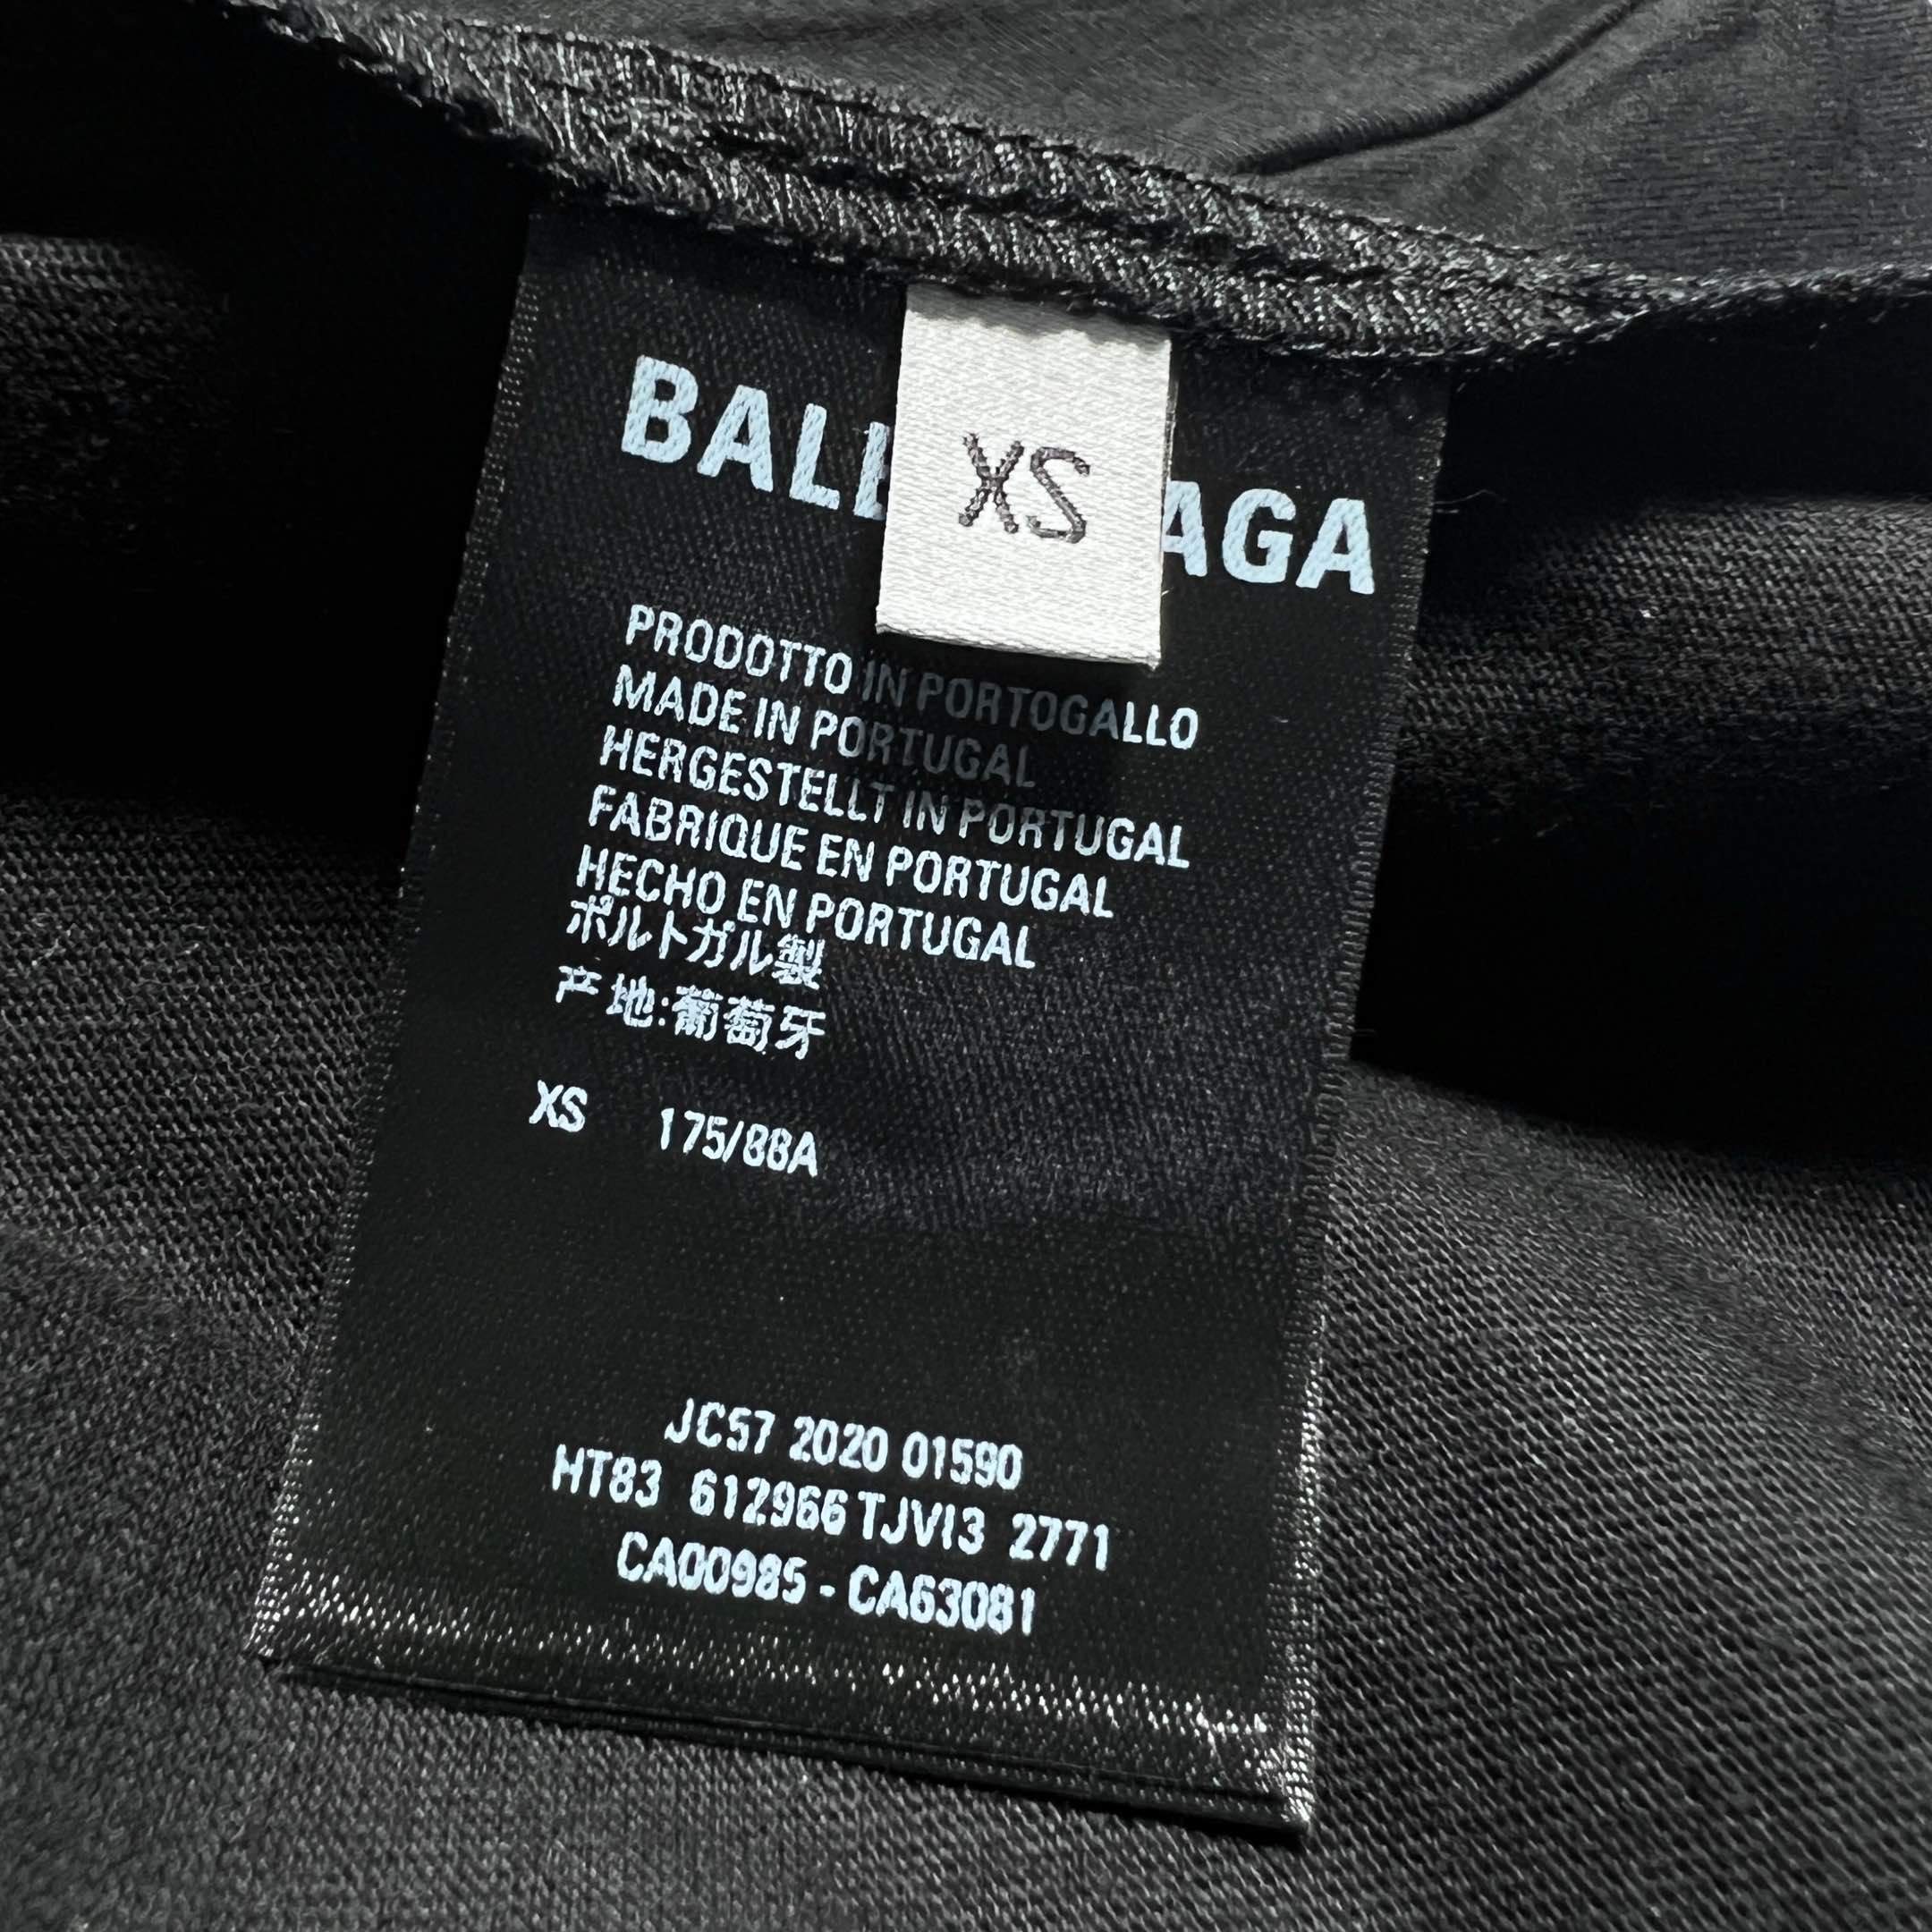 XS
PRODOTTO IN PORTOGALLO
MADE IN PORTUGAL
HERGESTELLT IN PORTUGAL
FABRIQUE EN PORTUGAL
HECHO EN PORTUGAL
ポルトガル製
产地:葡萄牙
XS 175/88A
JC57 2020 01590
HT83 612966 TJVI3 2771
CA00985 - CA63081